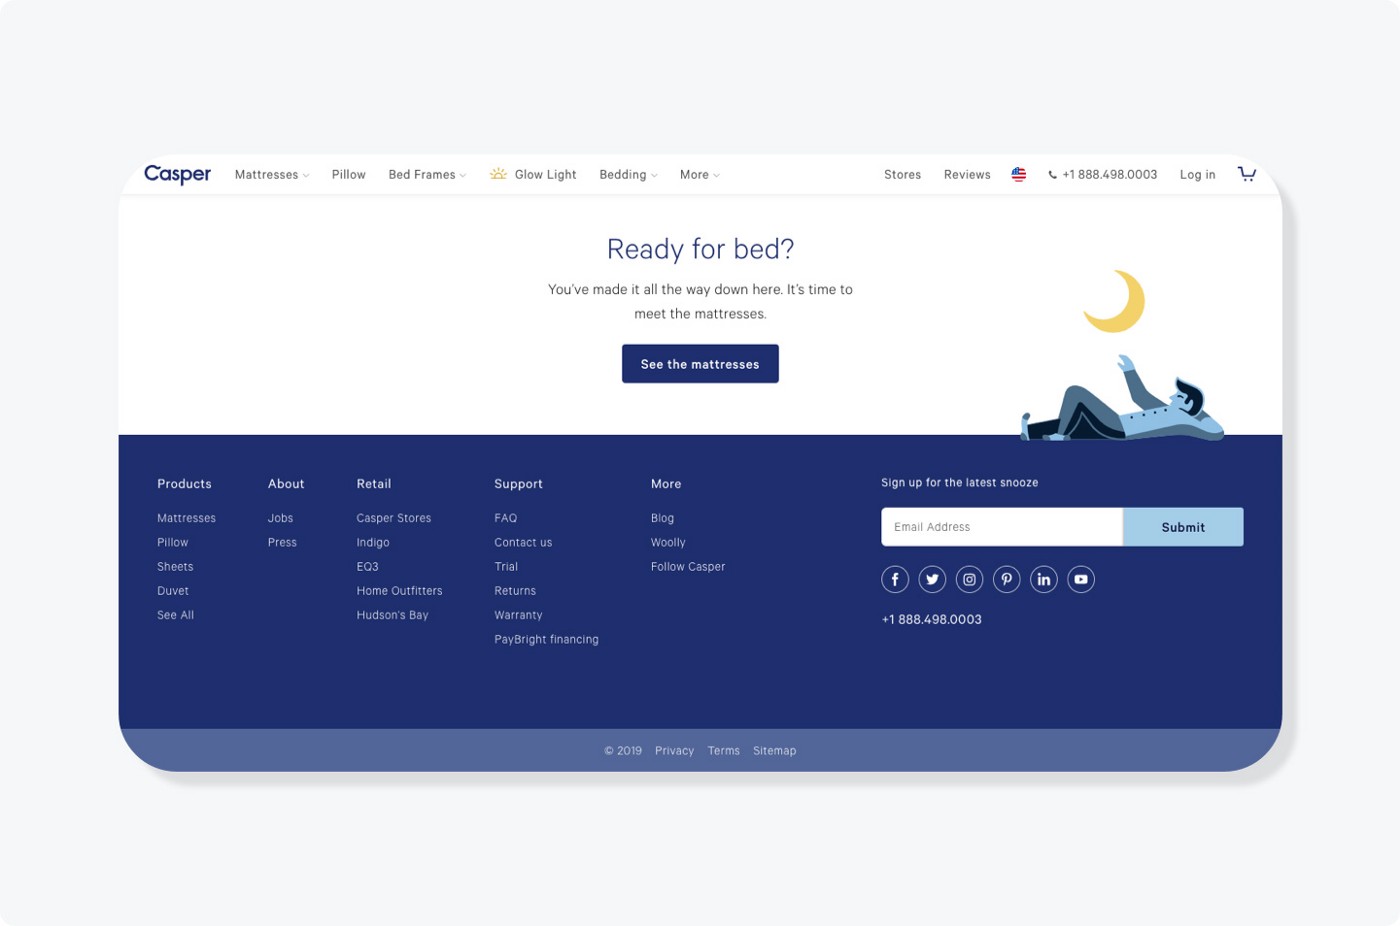 Casper Mattresses Pillow Bed Frames Glow Light Bedding More Stores Reviews +1 888.498.0003 Log in
Ready for bed?
You've made it all the way down here. It's time to
meet the mattresses.
See the mattresses
Products
Mattresses
Pillow
Sheets
Duvet
See All
About
Jobs
Press
Retail
Casper Stores
Indigo
EQ3
Home Outfitters
Hudson's Bay
Support
FAQ
Contact us
Trial
Returns
Warranty
PayBright financing
More
Blog
Woolly
Follow Casper
Sign up for the latest snooze
Email Address Submit
+1 888.498.0003
© 2019 Privacy Terms Sitemap